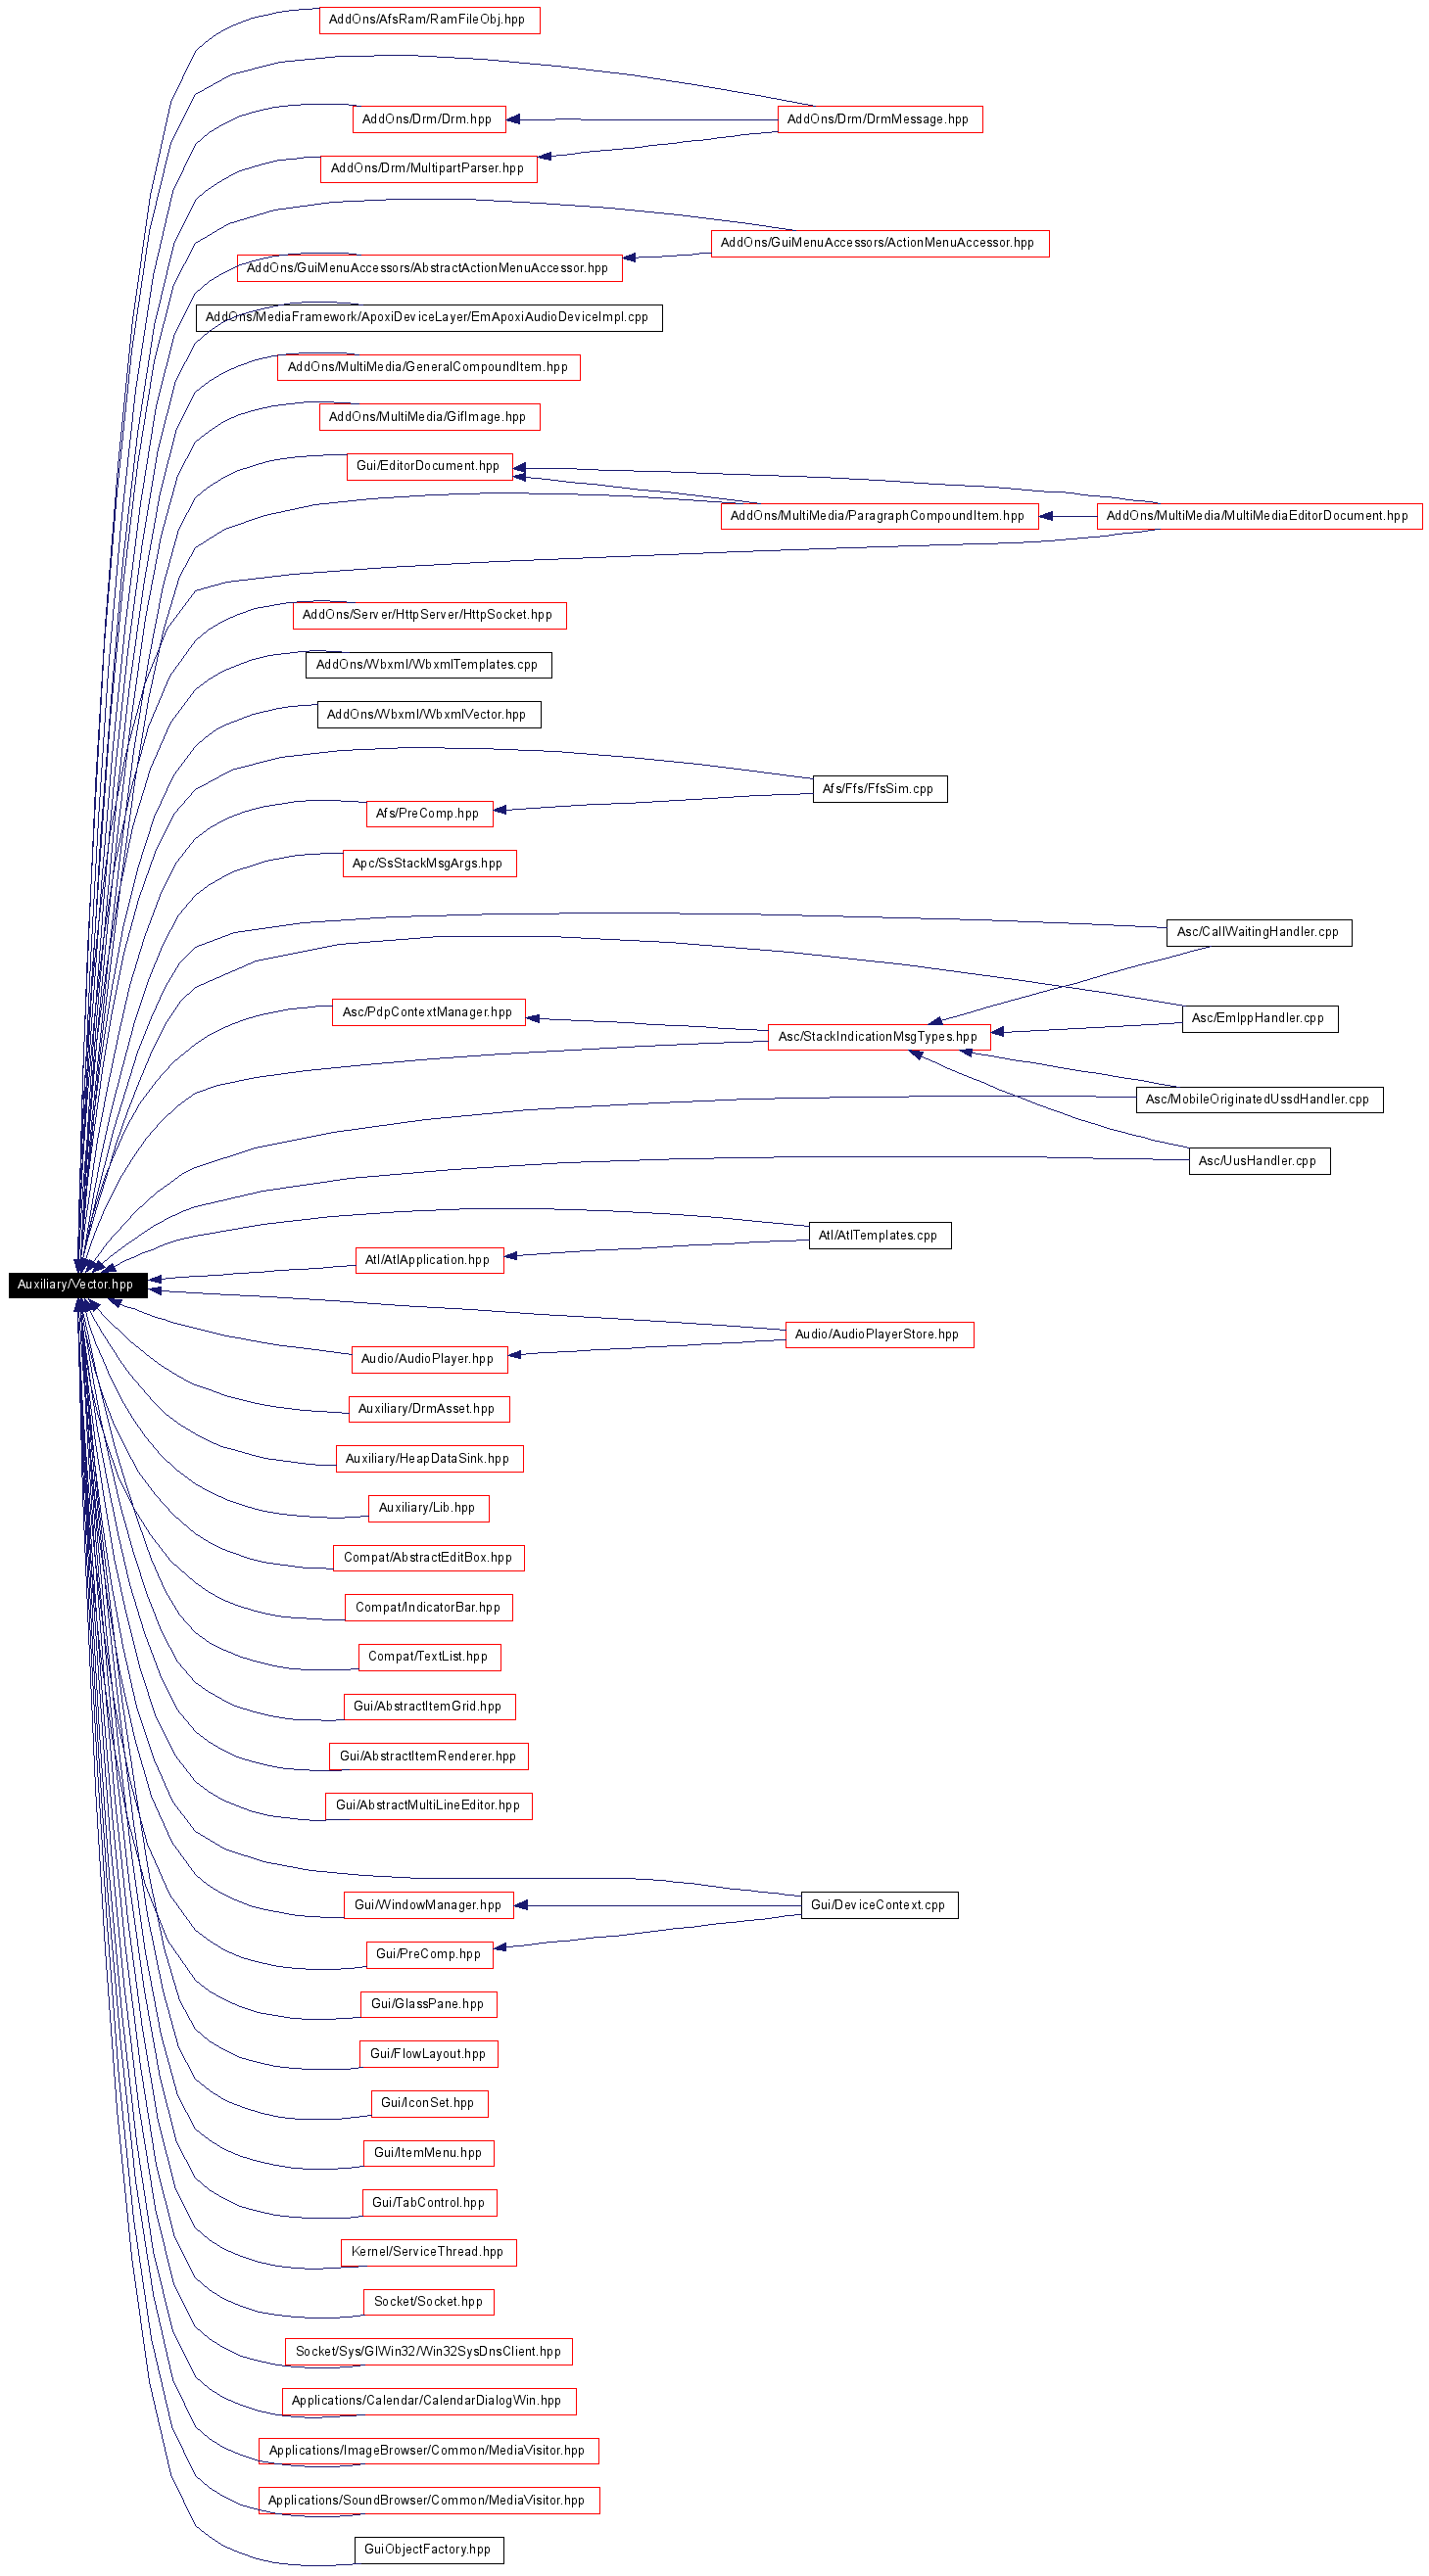 AddOns/AfsRam/RamFileObj.hpp
AddOns/Drm/Drm.hpp
AddOns/Drm/DrmMessage.hpp
AddOns/Drm/MultipartParser.hpp
AddOns/GuiMenuAccessors/ActionMenuAccessor.hpp
AddOns/GuiMenuAccessors/AbstractActionMenuAccessor.hpp
AddOns/MediaFramework/ApoxiDeviceLayer/EmApoxiAudioDeviceImpl.cpp
AddOns/MultiMedia/GeneralCompoundItem.hpp
AddOns/MultiMedia/GifImage.hpp
Gui/EditorDocument.hpp
AddOns/MultiMedia/ParagraphCompoundItem.hpp
AddOns/MultiMedia/MultiMediaEditorDocument.hpp
AddOns/Server/HttpServer/HttpSocket.hpp
AddOns/Wbxml/WbxmlTemplates.cpp
AddOns/Wbxml/WbxmlVector.hpp
Afs/Ffs/FfsSim.cpp
Afs/PreComp.hpp
Apc/SsStackMsgArgs.hpp
Asc/CallWaitingHandler.cpp
Asc/PdpContextManager.hpp
Asc/EmlppHandler.cpp
Asc/StackIndicationMsgTypes.hpp
Asc/MobileOriginatedUssdHandler.cpp
Asc/UusHandler.cpp
Atl/AtlTemplates.cpp
Atl/AtlApplication.hpp
Auxiliary/Vector.hpp
Audio/AudioPlayerStore.hpp
Audio/AudioPlayer.hpp
Auxiliary/DrmAsset.hpp
Auxiliary/HeapDataSink.hpp
Auxiliary/Lib.hpp
Compat/AbstractEditBox.hpp
Compat/IndicatorBar.hpp
Compat/TextList.hpp
Gui/AbstractItemGrid.hpp
Gui/AbstractItemRenderer.hpp
Gui/AbstractMultiLineEditor.hpp
Gui/WindowManager.hpp
Gui/DeviceContext.cpp
Gui/PreComp.hpp
Gui/GlassPane.hpp
Gui/FlowLayout.hpp
Gui/IconSet.hpp
Gui/ItemMenu.hpp
Gui/TabControl.hpp
Kernel/ServiceThread.hpp
Socket/Socket.hpp
Socket/Sys/GlWin32/Win32SysDnsClient.hpp
Applications/Calendar/CalendarDialogWin.hpp
Applications/ImageBrowser/Common/MediaVisitor.hpp
Applications/SoundBrowser/Common/MediaVisitor.hpp
GuiObjectFactory.hpp